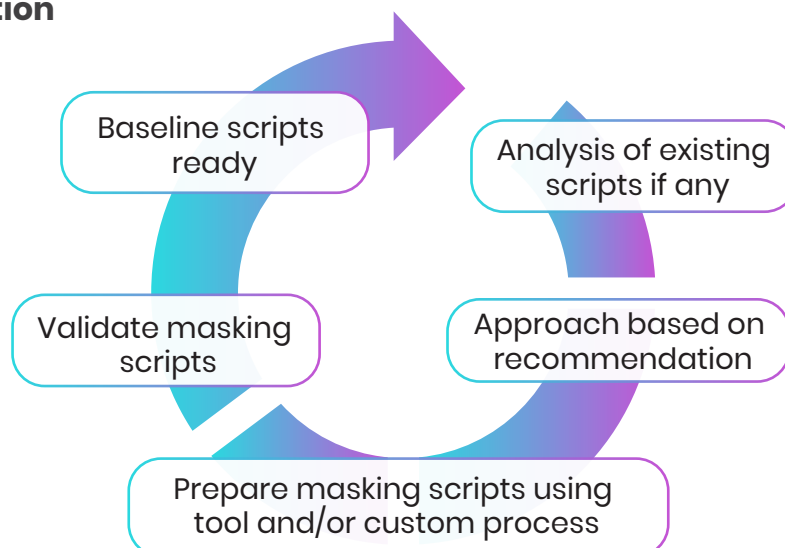 tion
Baseline scripts
ready
Analysis of existing
scripts if any
Validate masking
scripts
Approach based on
recommendation
Prepare masking scripts using
tool and/or custom process